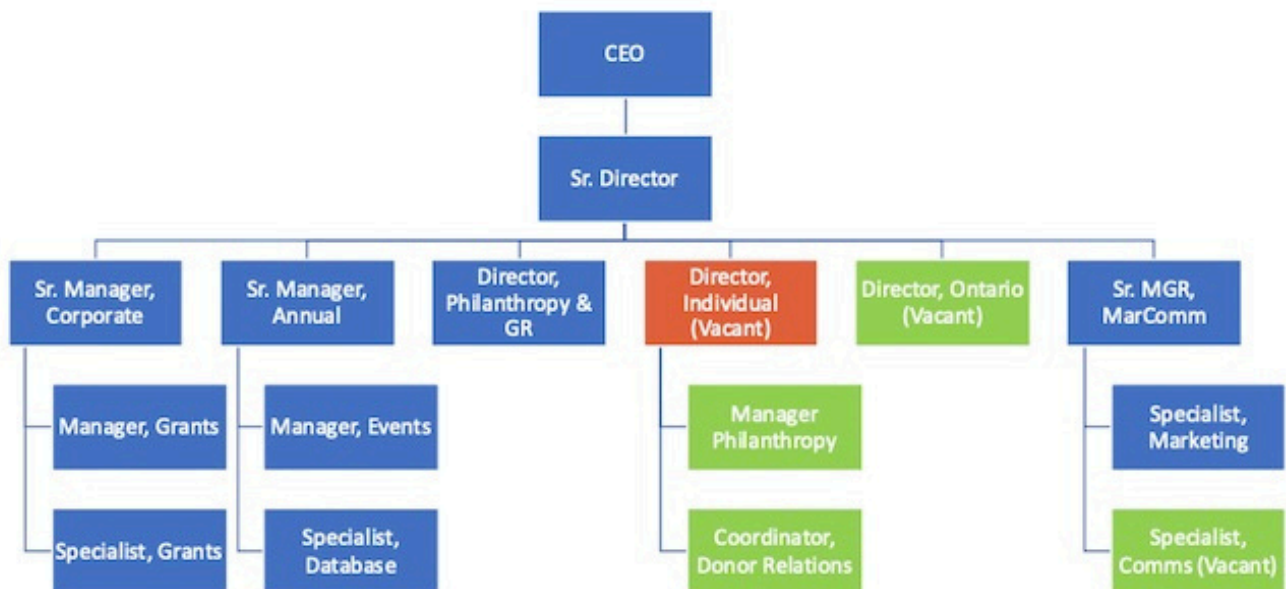 CEO
Sr. Director
Sr. Manager,
Corporate
Sr. Manager,
Annual
Director,
Philanthropy &
GR
Director,
Individual
(Vacant)
Director, Ontario
(Vacant)
Sr. MGR,
MarComm
Manager, Grants
Manager, Events
Manager
Philanthropy
Specialist,
Marketing
Specialist, Grants
Specialist,
Database
Coordinator,
Donor Relations
Specialist,
Comms (Vacant)